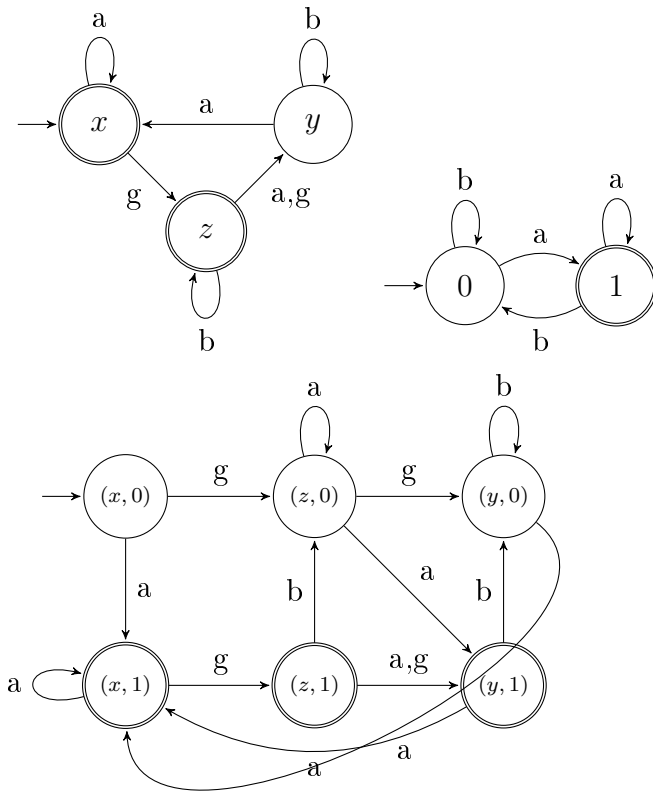 a
b
x
a
y
g
a,g
z
b
b
a
a
0
1
b
a
b
g
g
(x, 0)
(z, 0)
(y, 0)
a
b
a
b
a
g
a,g
(x, 1)
(z, 1)
(y, 1)
a
a